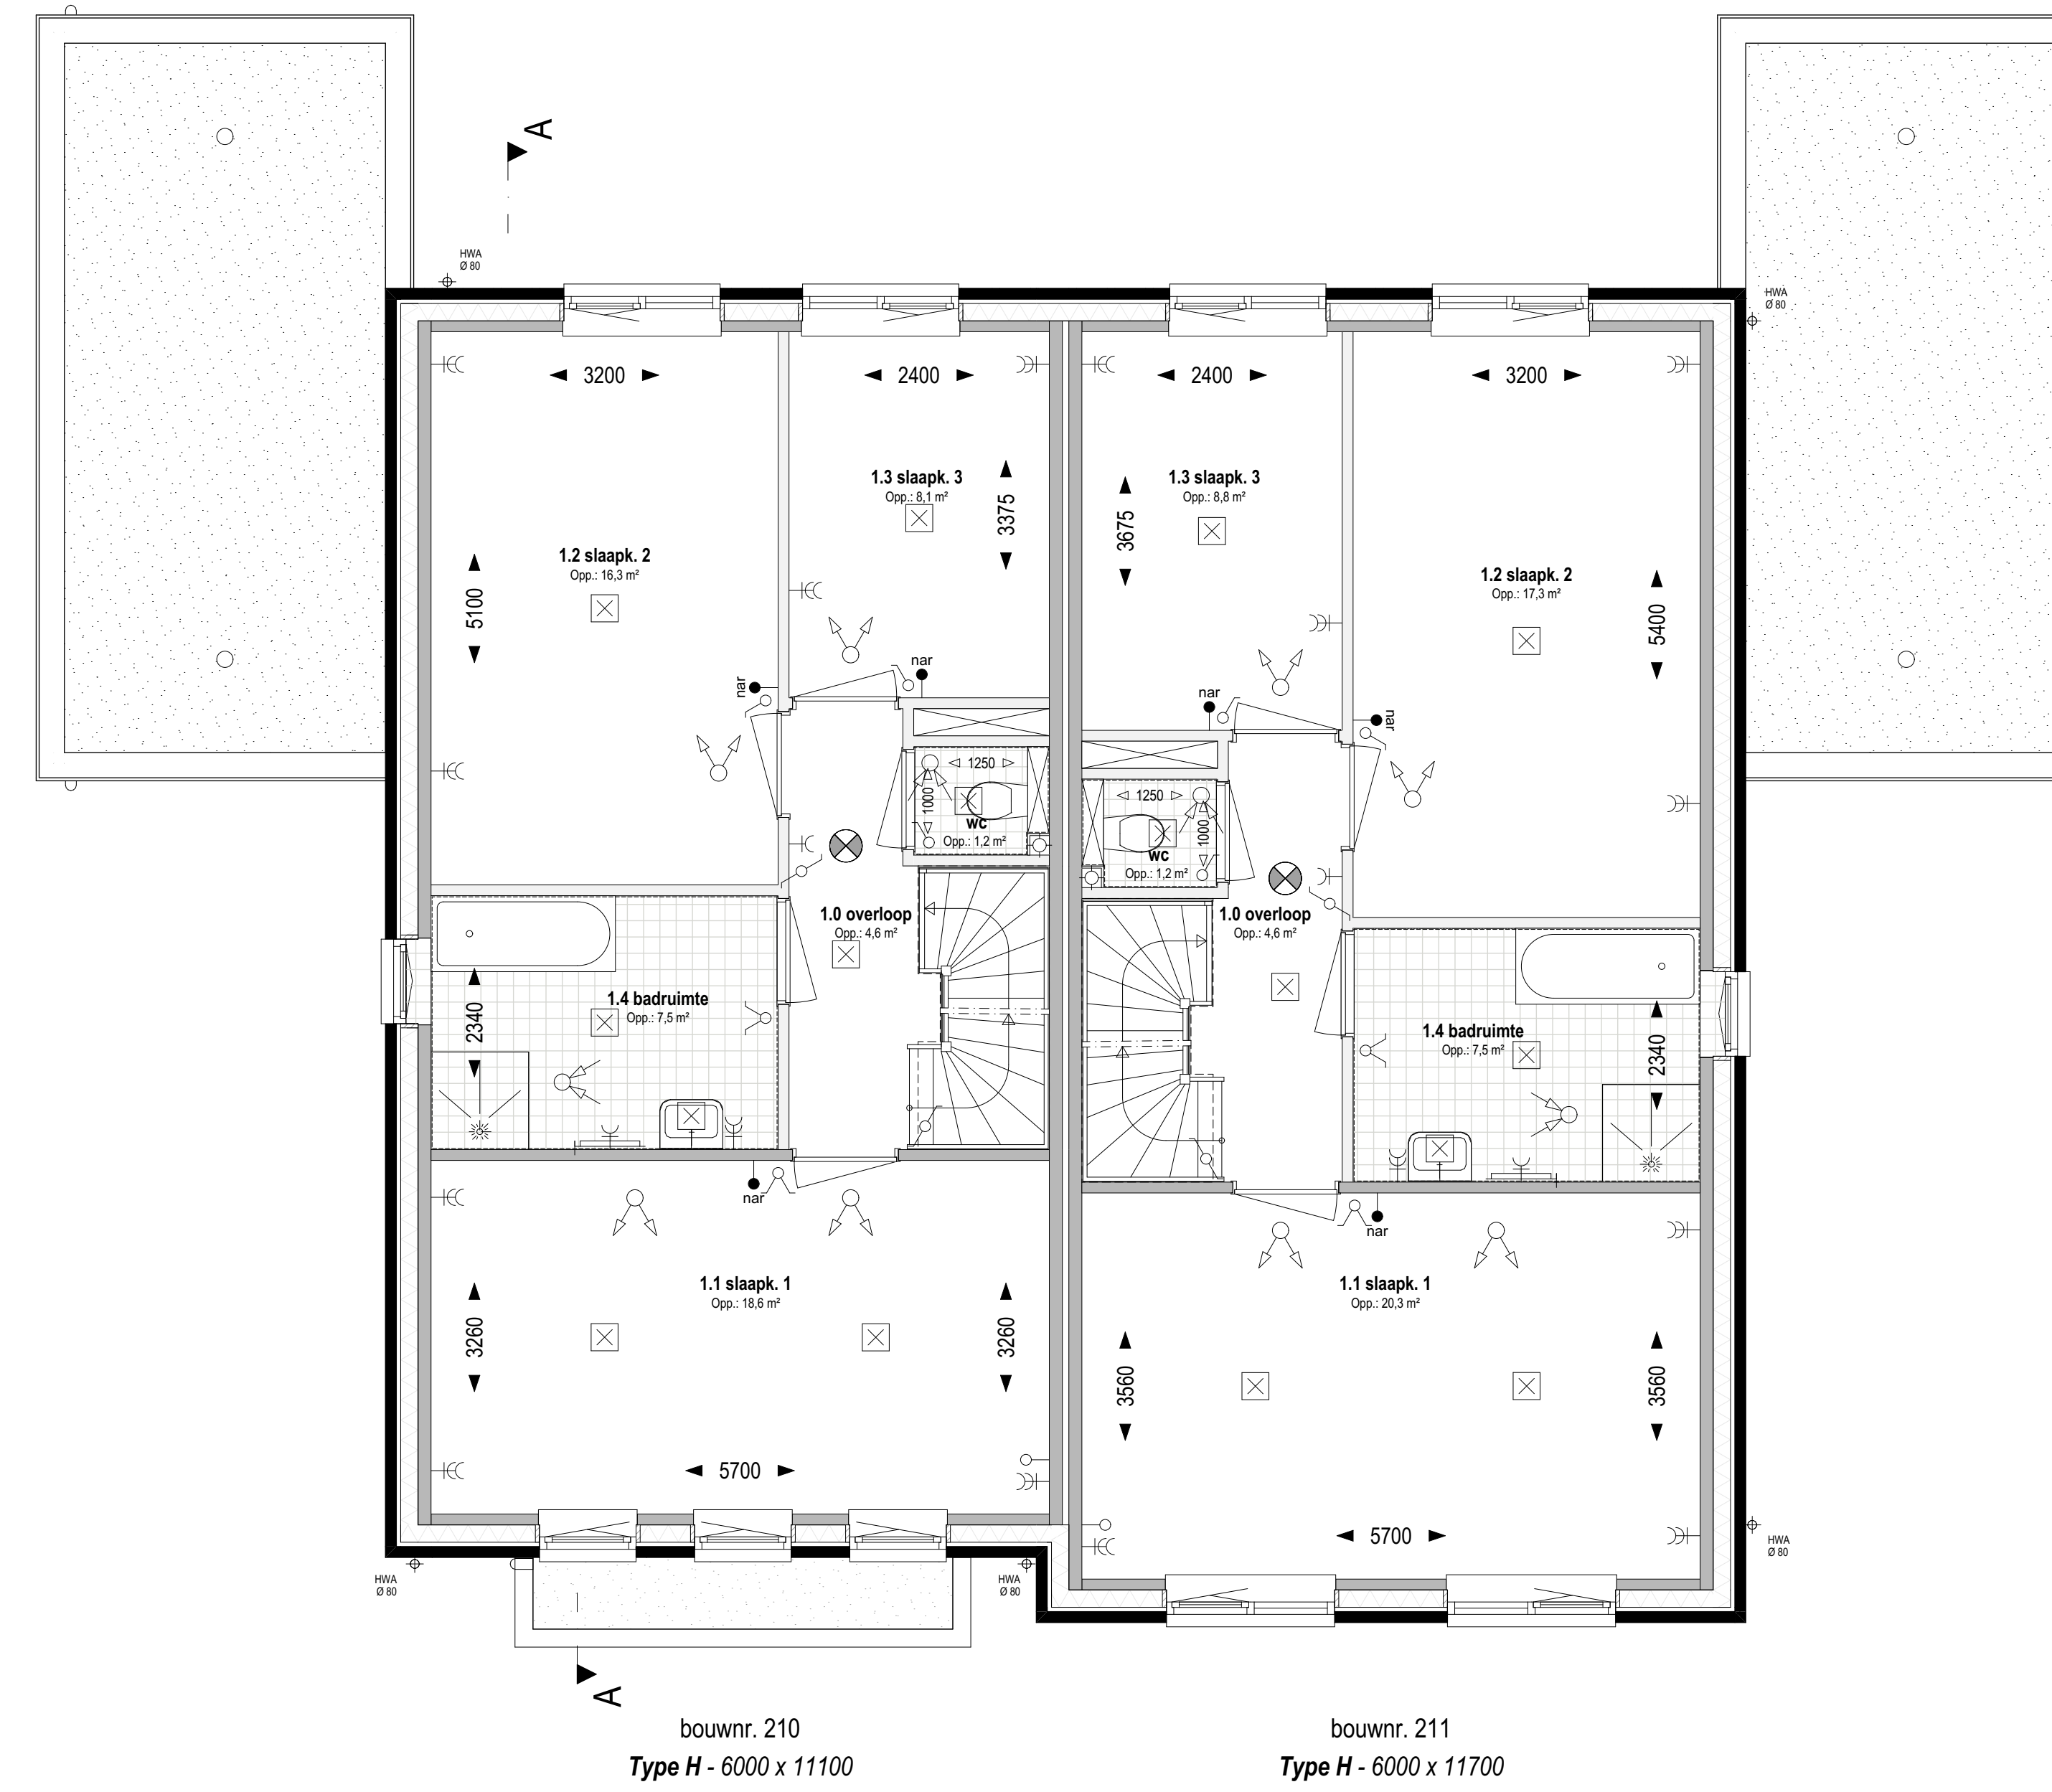 A
HWA
Ø 80
HWA
Ø 80
3200
2400
2400
3200
1.3 slaapk. 3
Opp.: 8,1 m²
3375
1.3 slaapk. 3
Opp.: 8,8 m²
3675
1.2 slaapk. 2
Opp.: 16,3 m²
5100
1.2 slaapk. 2
Opp.: 17,3 m²
5400
nar
nar
nar
nar
1250
1000
wc
Opp.: 1,2 m²
1250
1000
wc
Opp.: 1,2 m²
1.0 overloop
Opp.: 4,6 m²
1.0 overloop
Opp.: 4,6 m²
1.4 badruimte
Opp.: 7,5 m²
2340
1.4 badruimte
Opp.: 7,5 m²
2340
nar
nar
1.1 slaapk. 1
Opp.: 18,6 m²
1.1 slaapk. 1
Opp.: 20,3 m²
3260
3260
3560
3560
5700
5700
HWA
Ø 80
HWA
Ø 80
HWA
Ø 80
A
bouwnr. 210
Type H - 6000 x 11100
bouwnr. 211
Type H - 6000 x 11700